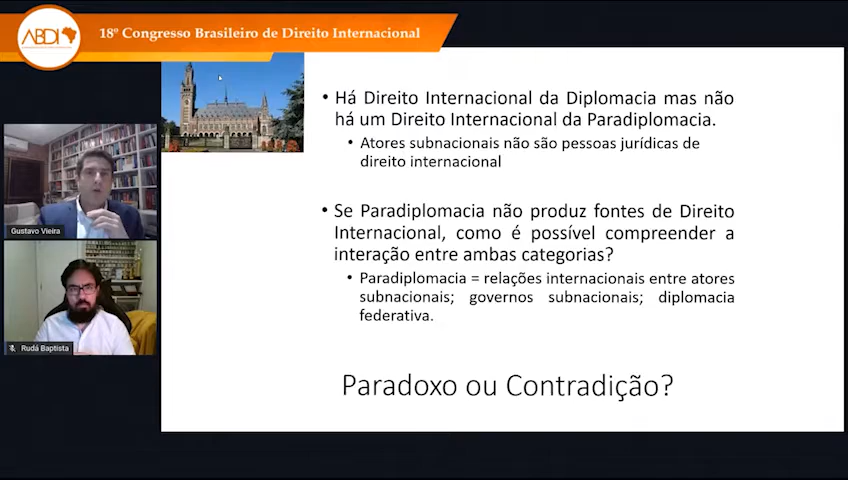 ABDI
18º Congresso Brasileiro de Direito Internacional
• Há Direito Internacional da Diplomacia mas não
há um Direito Internacional da Paradiplomacia.
• Atores subnacionais não são pessoas jurídicas de
direito internacional
• Se Paradiplomacia não produz fontes de Direito
Internacional, como é possível compreender a
interação entre ambas categorias?
• Paradiplomacia = relações internacionais entre atores
subnacionais; governos subnacionais; diplomacia
federativa.
Paradoxo ou Contradição?
Gustavo Vieira
Rudá Baptista